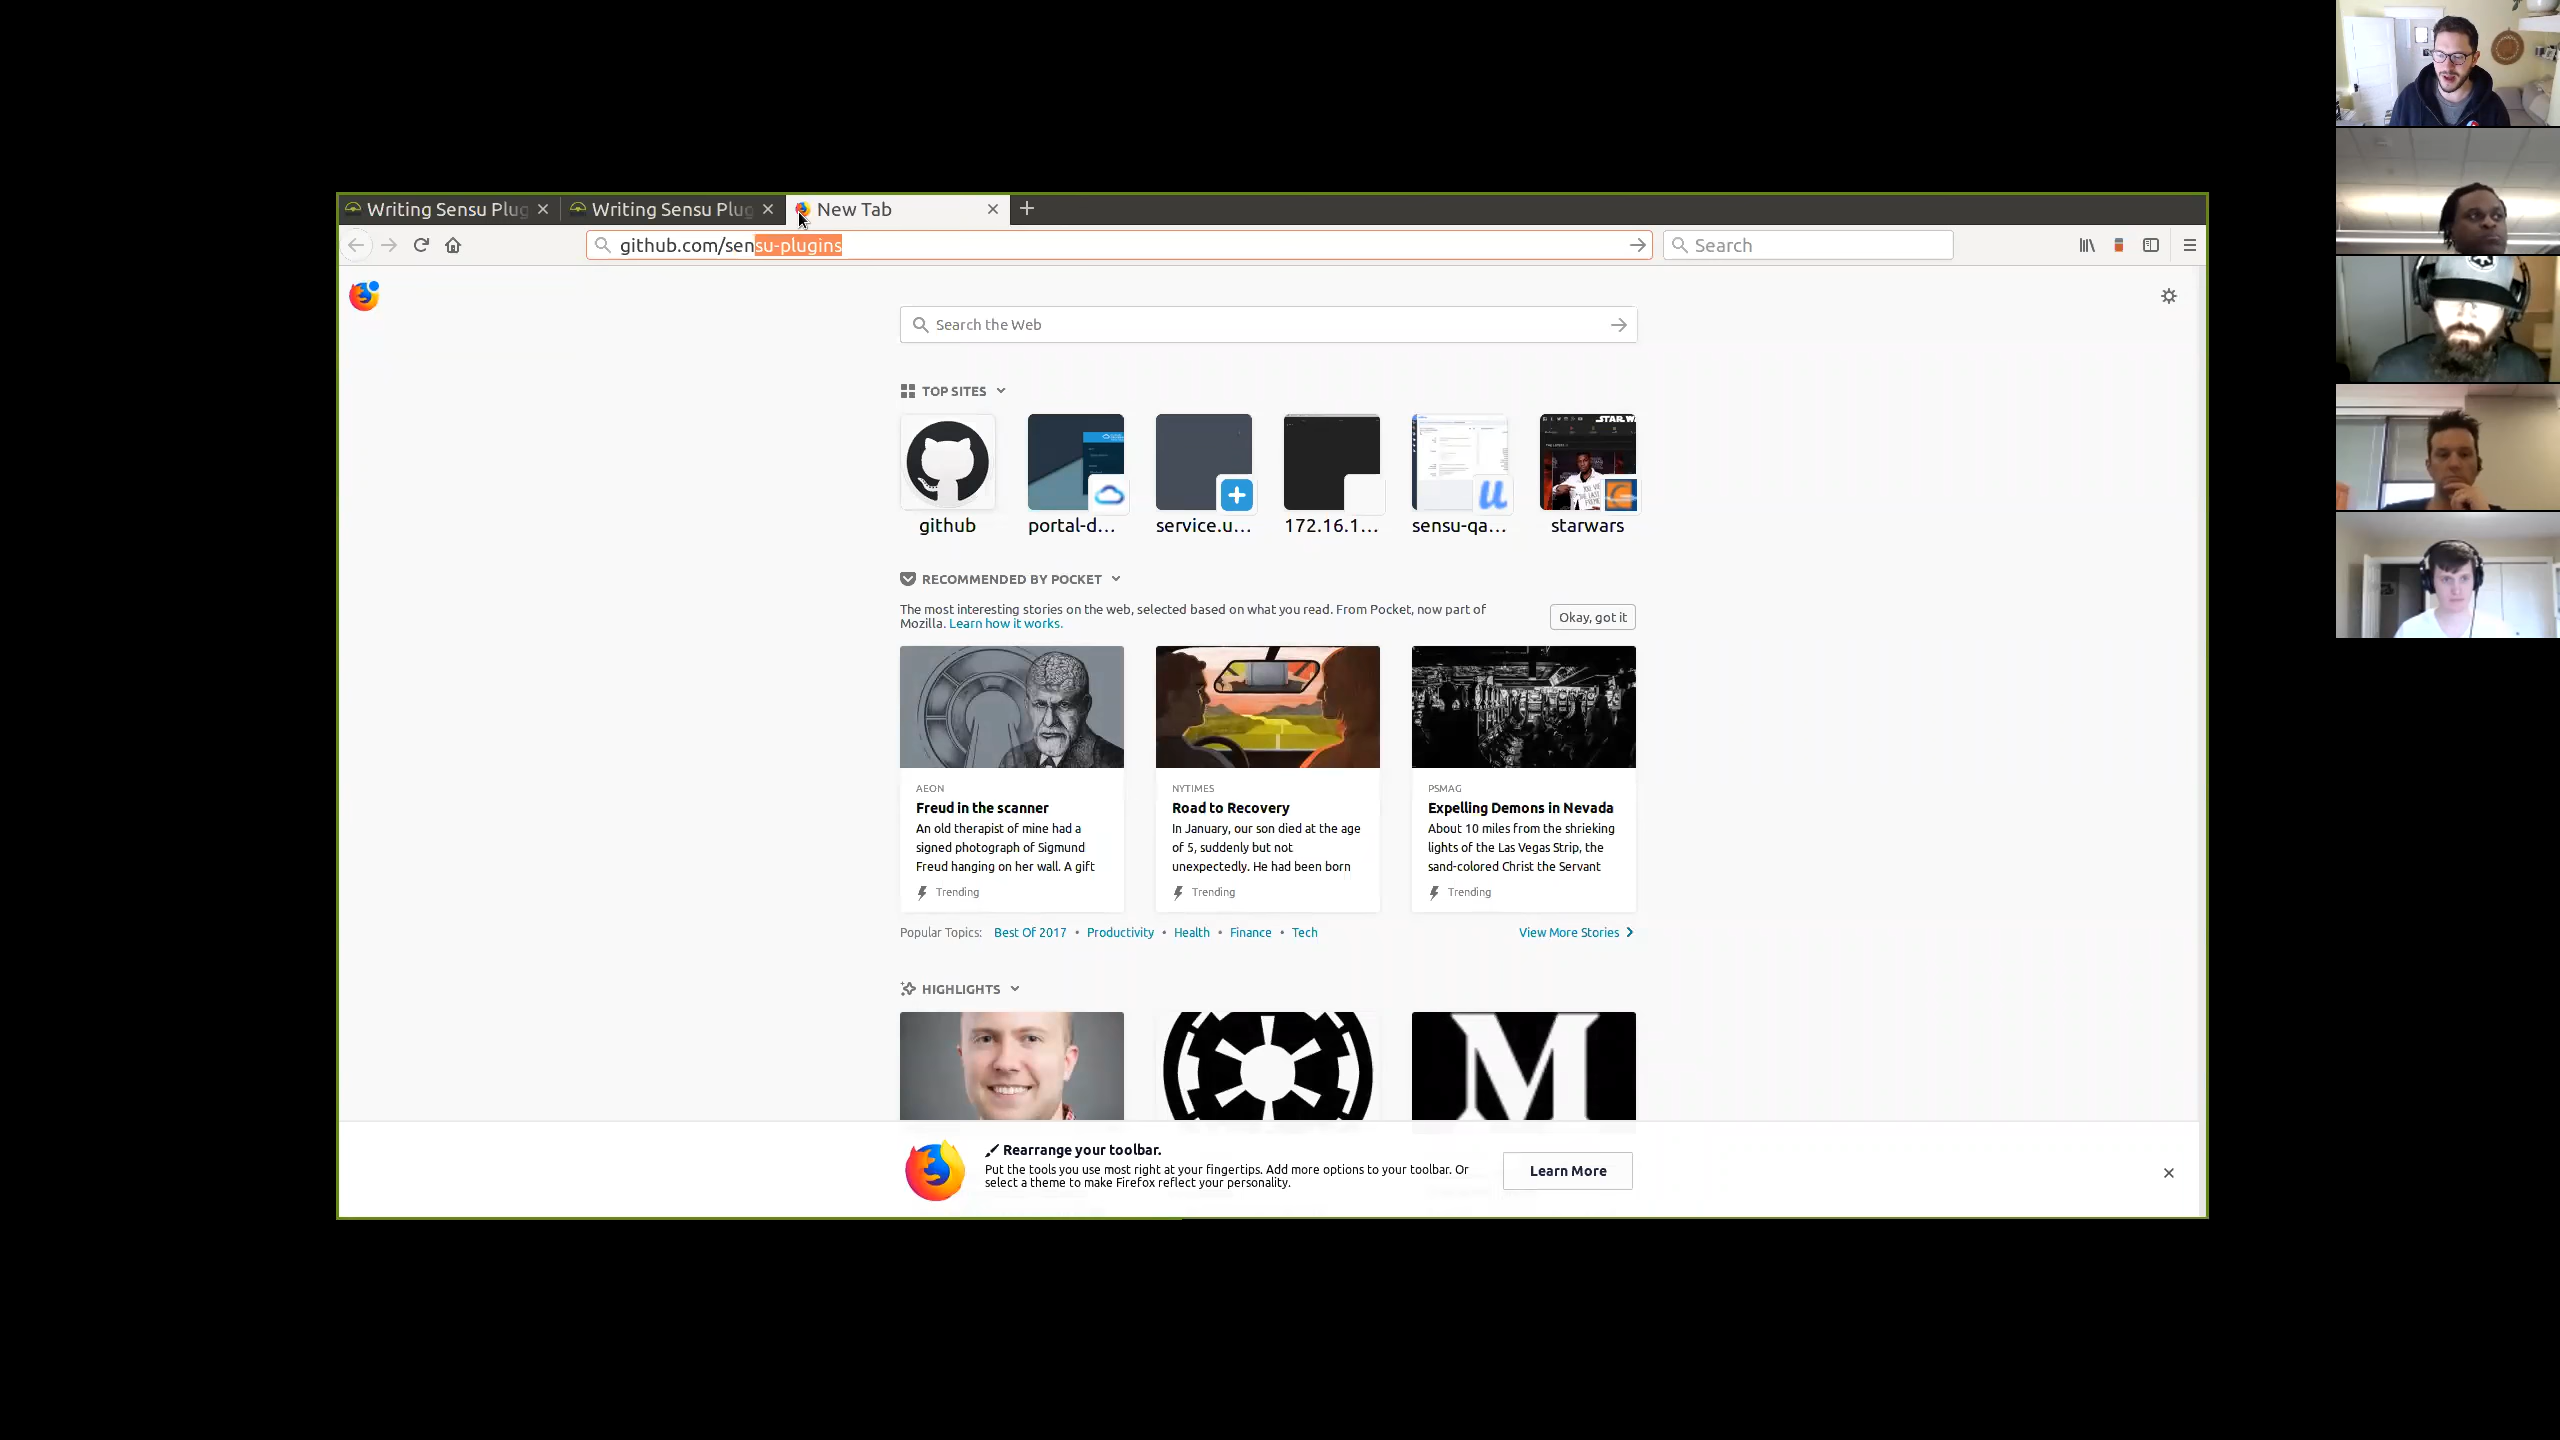 Writing Sensu Plug
Writing Sensu Plug
New Tab
github.com/sensu-plugins
Search
Search the Web
TOP SITES
github
portal-d...
service.u...
172.16.1...
sensu-qa...
starwars
STAR W
RECOMMENDED BY POCKET
The most interesting stories on the web, selected based on what you read. From Pocket, now part of
Mozilla. Learn how it works.
Okay, got it
AEON
Freud in the scanner
An old therapist of mine had a
signed photograph of Sigmund
Freud hanging on her wall. A gift
Trending
NYTIMES
Road to Recovery
In January, our son died at the age
of 5, suddenly but not
unexpectedly. He had been born
Trending
PSMAG
Expelling Demons in Nevada
About 10 miles from the shrieking
lights of the Las Vegas Strip, the
sand-colored Christ the Servant
Trending
Popular Topics: Best Of 2017 • Productivity • Health • Finance • Tech
View More Stories
HIGHLIGHTS
M
Rearrange your toolbar.
Put the tools you use most right at your fingertips. Add more options to your toolbar. Or
select a theme to make Firefox reflect your personality.
Learn More